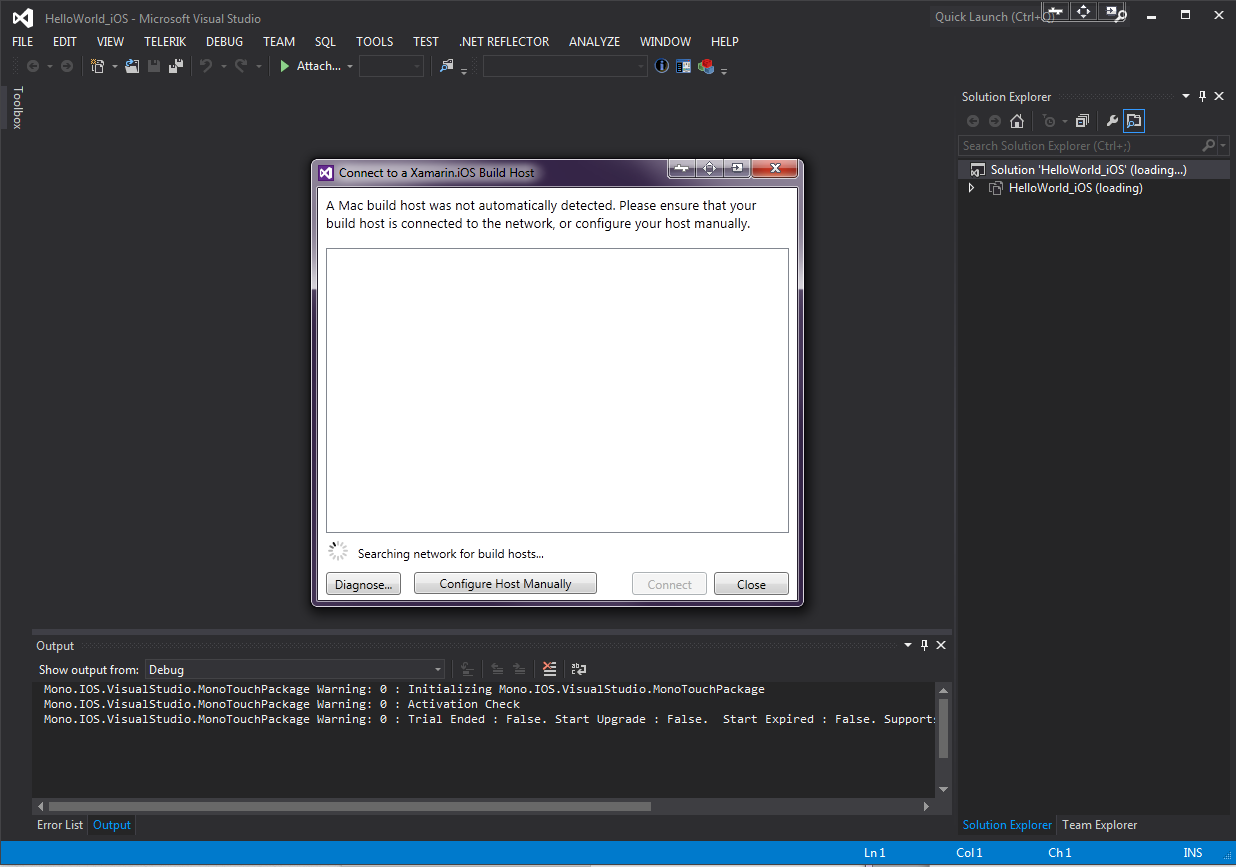 HelloWorld_iOS - Microsoft Visual Studio
Quick Launch (Ctrl+Q)
FILE EDIT VIEW TELERIK DEBUG TEAM SQL TOOLS TEST .NET REFLECTOR ANALYZE WINDOW HELP
Attach...
Toolbox
Solution Explorer
Search Solution Explorer (Ctrl+;)
Solution 'HelloWorld_iOS' (loading...)
HelloWorld_iOS (loading)
Connect to a Xamarin.iOS Build Host
A Mac build host was not automatically detected. Please ensure that your
build host is connected to the network, or configure your host manually.
Searching network for build hosts...
Diagnose... Configure Host Manually Connect Close
Output
Show output from: Debug
Mono.IOS.VisualStudio.MonoTouchPackage Warning: 0 : Initializing Mono.IOS.VisualStudio.MonoTouchPackage
Mono.IOS.VisualStudio.MonoTouchPackage Warning: 0 : Activation Check
Mono.IOS.VisualStudio.MonoTouchPackage Warning: 0 : Trial Ended : False. Start Upgrade : False.  Start Expired : False. Support
Error List Output
Solution Explorer Team Explorer
Ln 1 Col 1 Ch 1 INS